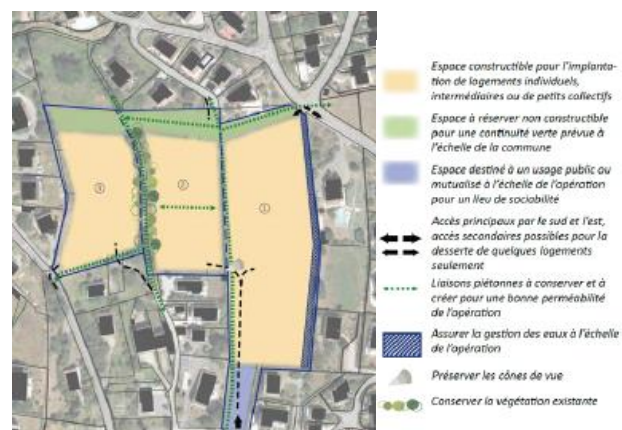 ③
②
①
Espace constructible pour l'implanta-
tion de logements individuels,
intermédiaires ou de petits collectifs
Espace à réserver non constructible
pour une continuité verte prévue à
l'échelle de la commune
Espace destiné à un usage public ou
mutualisé à l'échelle de l'opération
pour un lieu de sociabilité
Accès principaux par le sud et l'est,
accès secondaires possibles pour la
desserte de quelques logements
seulement
Liaisons piétonnes à conserver et à
créer pour une bonne perméabilité
de l'opération
Assurer la gestion des eaux à l'échelle
de l'opération
Préserver les cônes de vue
Conserver la végétation existante